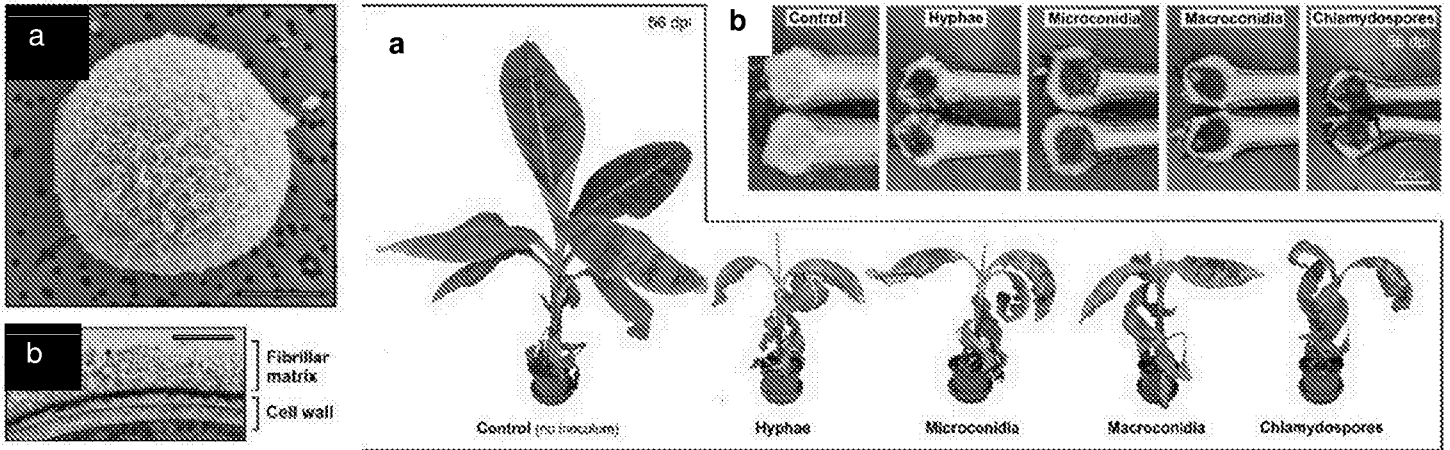 a
b
Fibrillar
matrix
Cell wall
a
56 dpi
Control (no inoculum)
Hyphae
Microconidia
Macroconidia
Chlamydospores
b
Control
Hyphae
Microconidia
Macroconidia
Chlamydospores